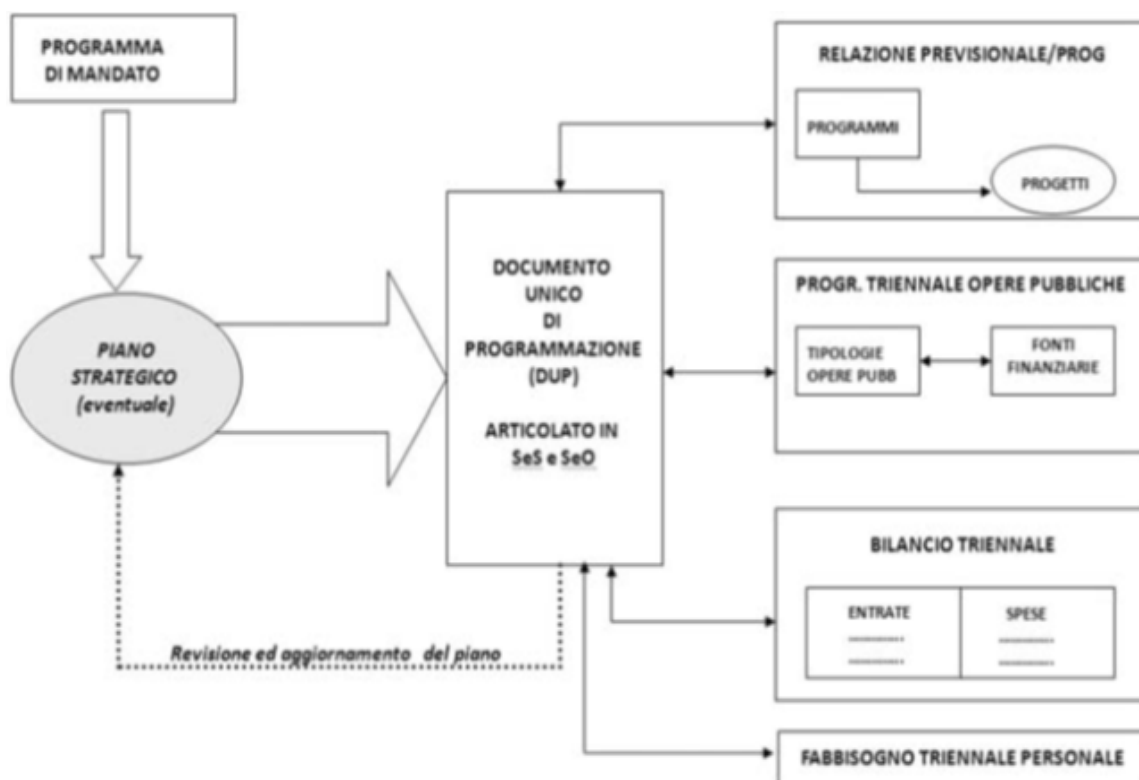 PROGRAMMA
DI MANDATO
PIANO
STRATEGICO
(eventuale)
Revisione ed aggiornamento del piano
DOCUMENTO
UNICO
DI
PROGRAMMAZIONE
(DUP)
ARTICOLATO IN
SeS e SeO
RELAZIONE PREVISIONALE/PROG
PROGRAMMI
PROGETTI
PROGR. TRIENNALE OPERE PUBBLICHE
TIPOLOGIE
OPERE PUBB
FONTI
FINANZIARIE
BILANCIO TRIENNALE
ENTRATE
SPESE
FABBISOGNO TRIENNALE PERSONALE